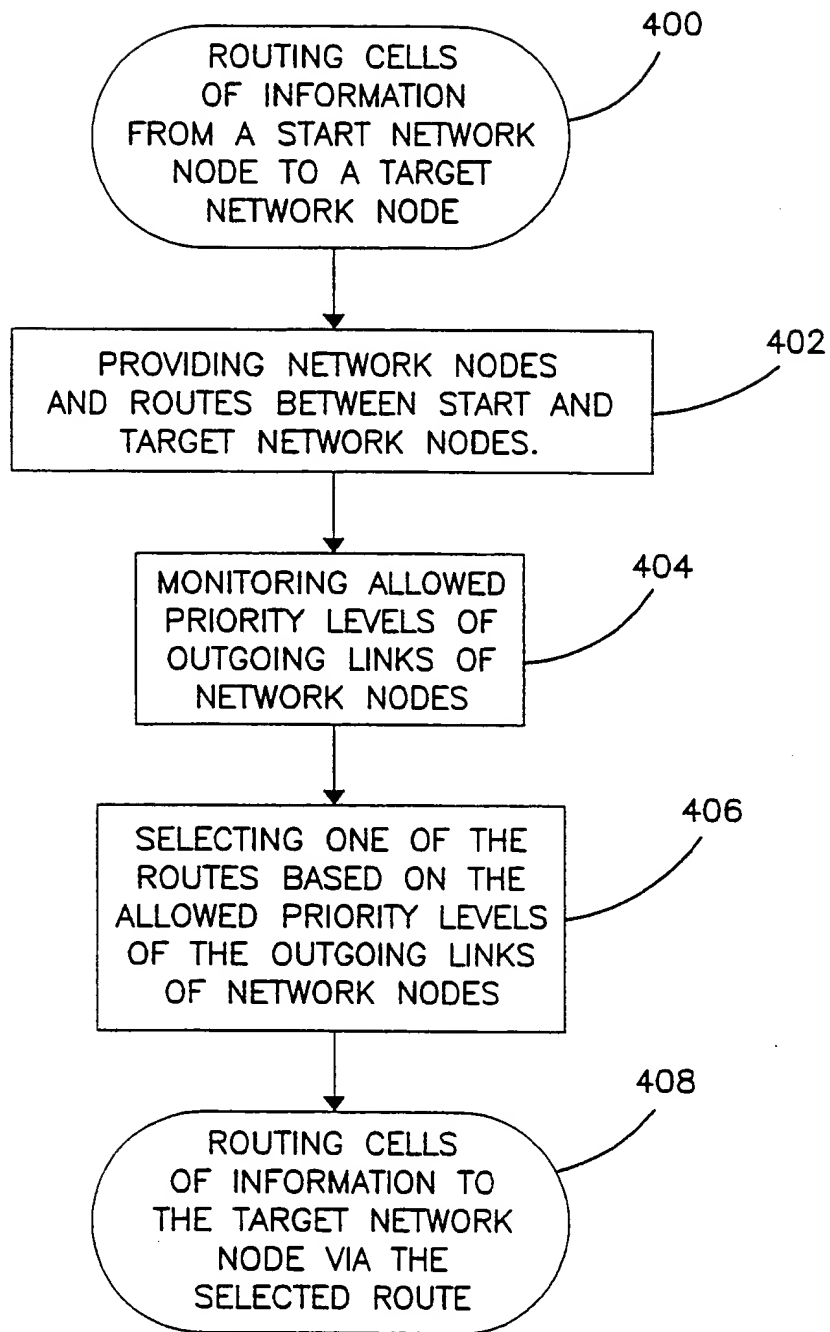 400
ROUTING CELLS
OF INFORMATION
FROM A START NETWORK
NODE TO A TARGET
NETWORK NODE
402
PROVIDING NETWORK NODES
AND ROUTES BETWEEN START AND
TARGET NETWORK NODES.
404
MONITORING ALLOWED
PRIORITY LEVELS OF
OUTGOING LINKS OF
NETWORK NODES
406
SELECTING ONE OF THE
ROUTES BASED ON THE
ALLOWED PRIORITY LEVELS
OF THE OUTGOING LINKS
OF NETWORK NODES
408
ROUTING CELLS
OF INFORMATION TO
THE TARGET NETWORK
NODE VIA THE
SELECTED ROUTE